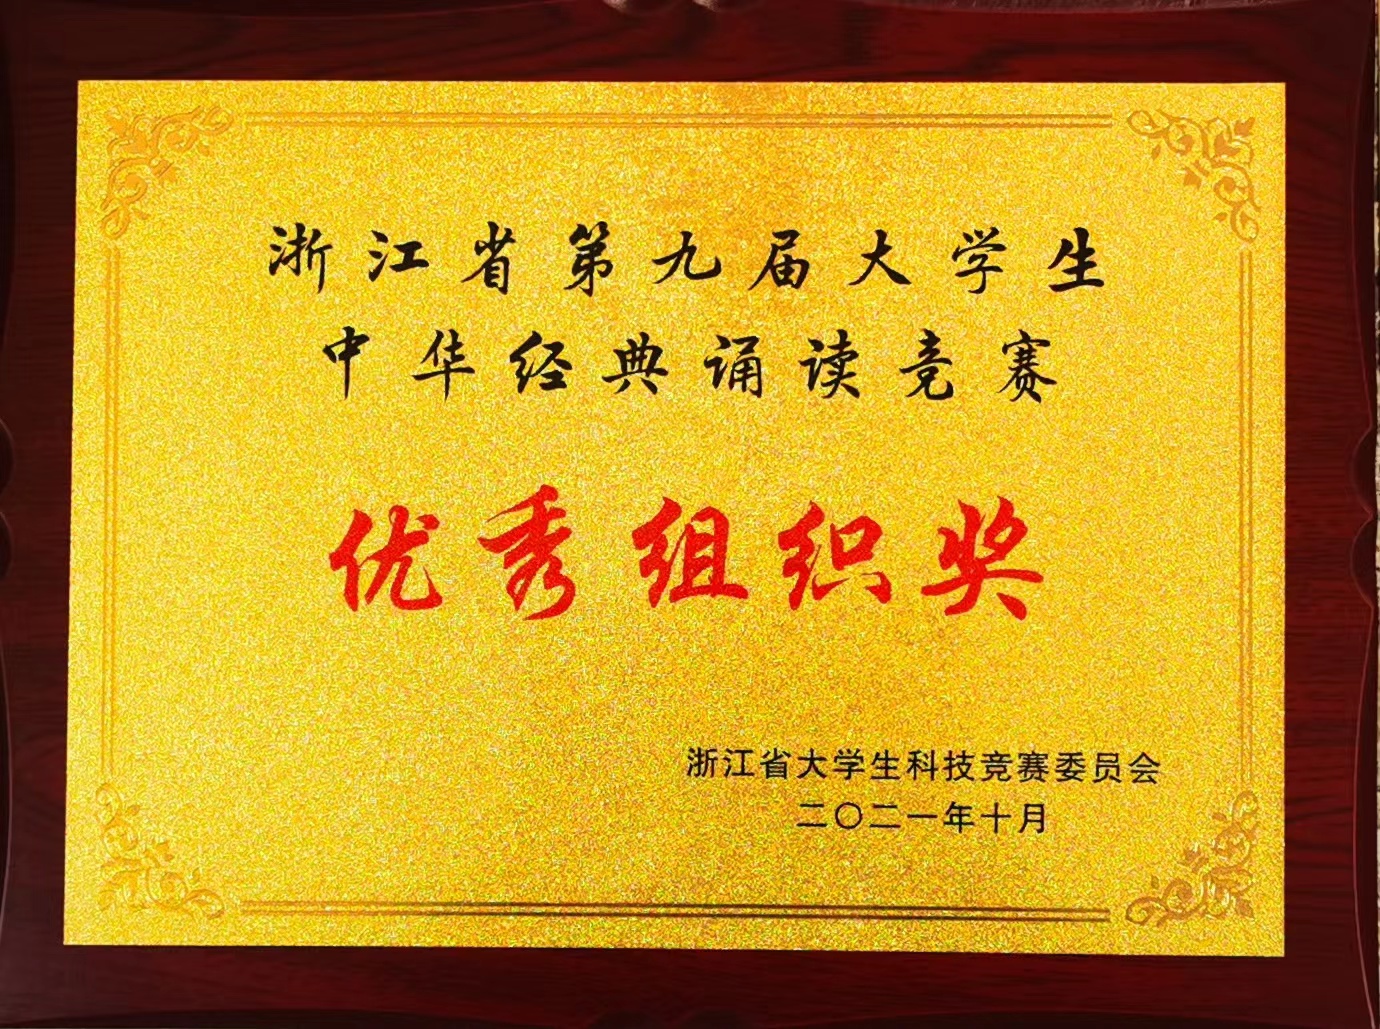 浙江省第九届大学生
中华经典诵读竞赛
优秀组织奖
浙江省大学生科技竞赛委员会
二〇二一年十月